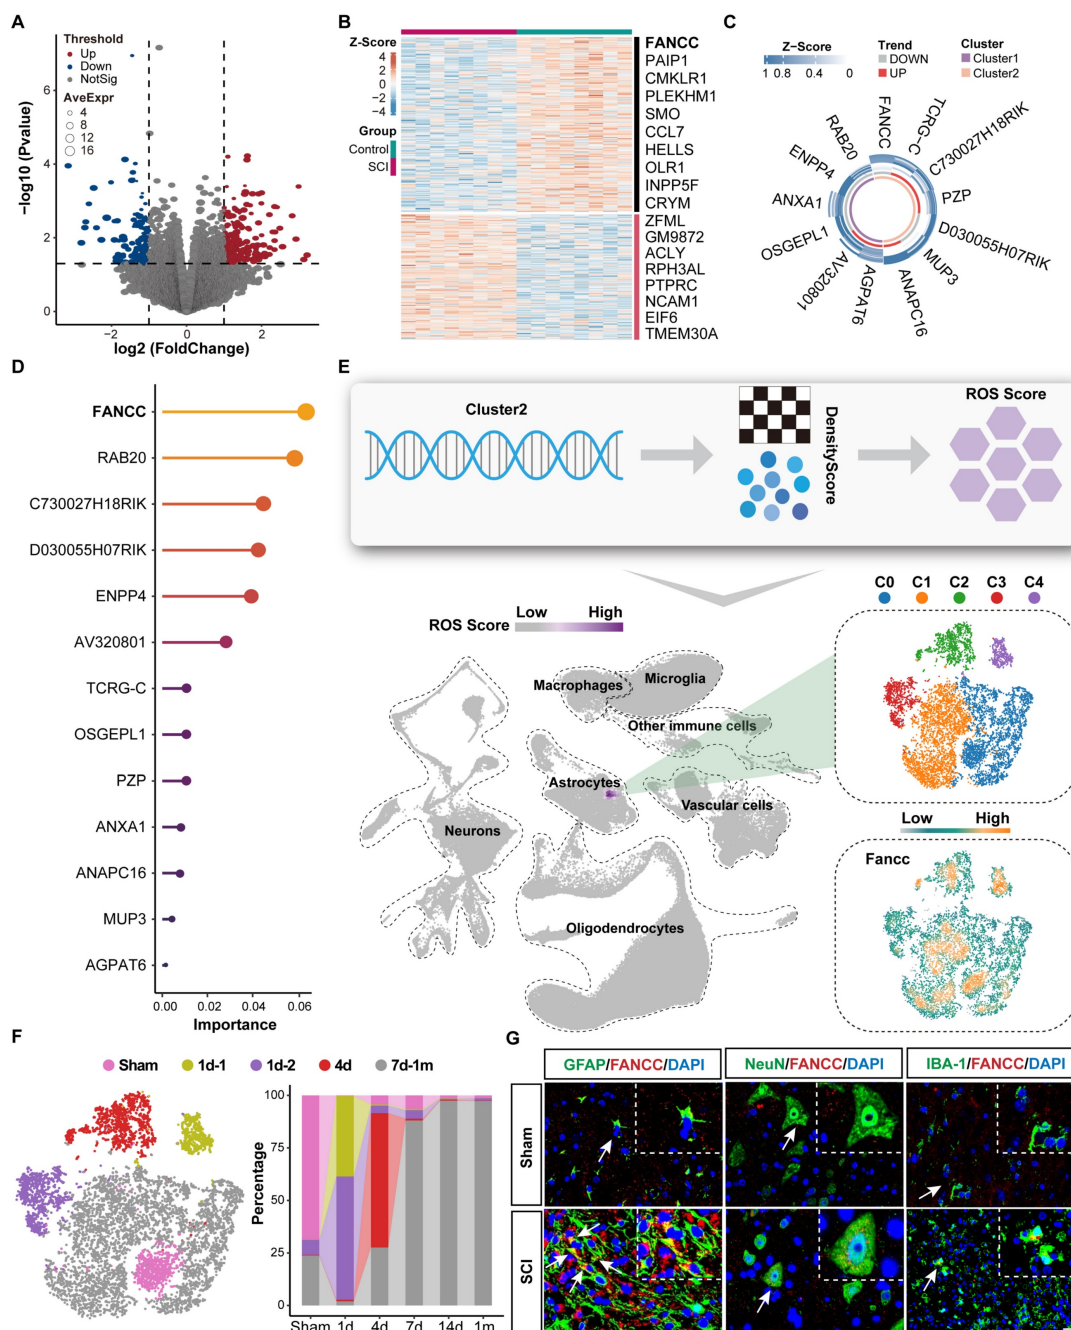 A
Threshold
Up
Down
NotSig
AveExpr
4
8
12
16
−log10 (Pvalue)
6
4
2
0
−2
0
2
log2 (FoldChange)
B
Z-Score
4
2
0
−2
−4
Group
Control
SCI
FANCC
PAIP1
CMKLR1
PLEKHM1
SMO
CCL7
HELLS
OLR1
INPP5F
CRYM
ZFML
GM9872
ACLY
RPH3AL
PTPRC
NCAM1
EIF6
TMEM30A
C
Z−Score
1 0.8 0.4 0
Trend
DOWN
UP
Cluster
Cluster1
Cluster2
FANCC
TCRG-C
C730027H18RIK
PZP
D030055H07RIK
MUP3
ANAPC16
AGPAT6
AV320801
OSGEPL1
ANXA1
ENPP4
RAB20
D
FANCC
RAB20
C730027H18RIK
D030055H07RIK
ENPP4
AV320801
TCRG-C
OSGEPL1
PZP
ANXA1
ANAPC16
MUP3
AGPAT6
0.00 0.02 0.04 0.06
Importance
E
Cluster2
DensityScore
ROS Score
ROS Score
Low High
Macrophages
Microglia
Other immune cells
Astrocytes
Vascular cells
Neurons
Oligodendrocytes
C0 C1 C2 C3 C4
Low High
Fancc
F
Sham 1d-1 1d-2 4d 7d-1m
Percentage
100
75
50
25
0
Sham 1d 4d 7d 14d 1m
G
GFAP/FANCC/DAPI
NeuN/FANCC/DAPI
IBA-1/FANCC/DAPI
Sham
SCI